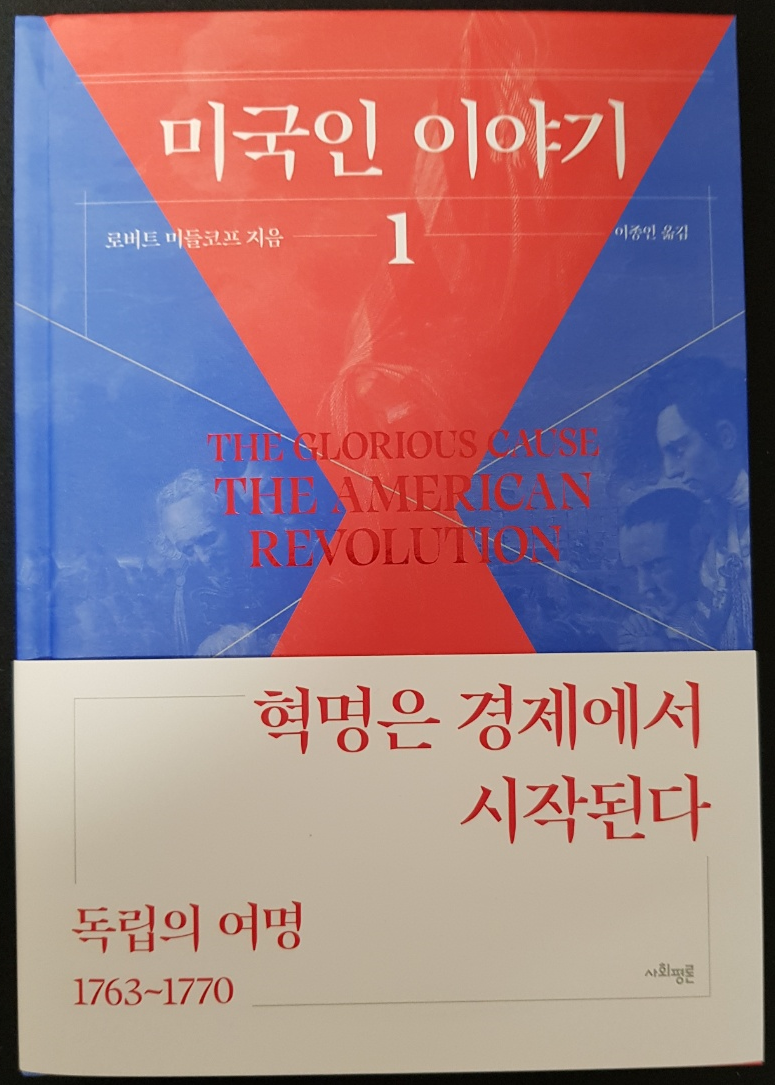 미국인 이야기
로버트 미들코프 지음
1
이종인 옮김
THE GLORIOUS CAUSE
THE AMERICAN
REVOLUTION
혁명은 경제에서
시작된다
독립의 여명
1763~1770
사회평론